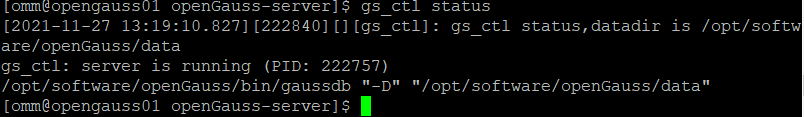 [omm@opengauss01 openGauss-server]$ gs_ctl status
[2021-11-27 13:19:10.827][222840][][gs_ctl]: gs_ctl status,datadir is /opt/softw
are/openGauss/data
gs_ctl: server is running (PID: 222757)
/opt/software/openGauss/bin/gaussdb "-D" "/opt/software/openGauss/data"
[omm@opengauss01 openGauss-server]$